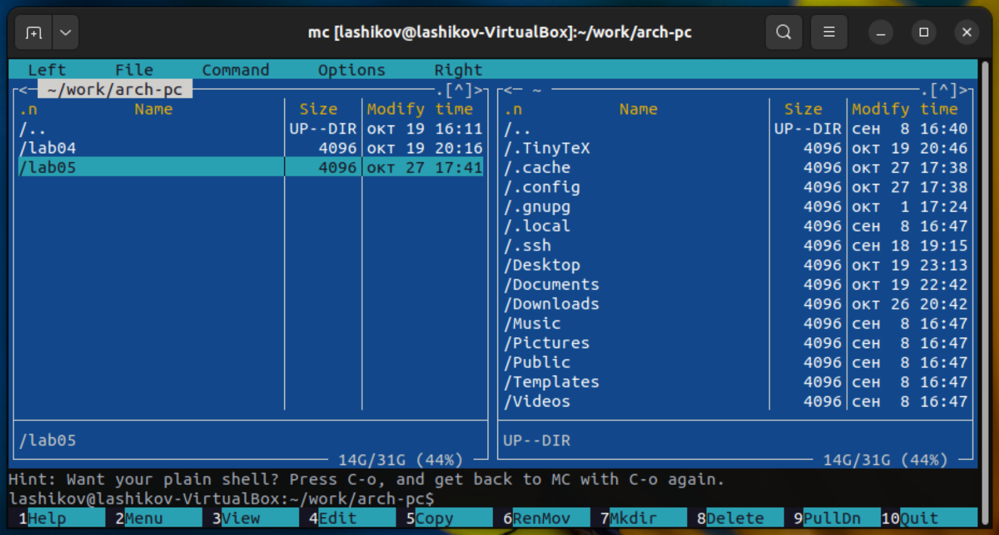 mc [lashikov@lashikov-VirtualBox]:~/work/arch-pc
Left File Command Options Right
<─ ~/work/arch-pc ─.[^]> <─ ~ ─.[^]>
.n Name Size Modify time .n Name Size Modify time
/.. UP--DIR окт 19 16:11 /.. UP--DIR сен 8 16:40
/lab04 4096 окт 19 20:16 /.TinyTeX 4096 окт 19 20:46
/lab05 4096 окт 27 17:41 /.cache 4096 окт 27 17:38
/.config 4096 окт 27 17:38
/.gnupg 4096 окт 1 17:24
/.local 4096 сен 8 16:47
/.ssh 4096 сен 18 19:15
/Desktop 4096 окт 19 23:13
/Documents 4096 окт 19 22:42
/Downloads 4096 окт 26 20:42
/Music 4096 сен 8 16:47
/Pictures 4096 сен 8 16:47
/Public 4096 сен 8 16:47
/Templates 4096 сен 8 16:47
/Videos 4096 сен 8 16:47
/lab05 UP--DIR
14G/31G (44%) 14G/31G (44%)
Hint: Want your plain shell? Press C-o, and get back to MC with C-o again.
lashikov@lashikov-VirtualBox:~/work/arch-pc$
1Help 2Menu 3View 4Edit 5Copy 6RenMov 7Mkdir 8Delete 9PullDn 10Quit